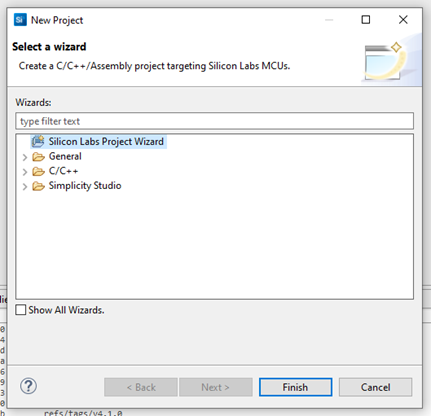 Si New Project
Select a wizard
Create a C/C++/Assembly project targeting Silicon Labs MCUs.
Wizards:
type filter text
Silicon Labs Project Wizard
General
C/C++
Simplicity Studio
Show All Wizards.
? < Back Next > Finish Cancel
refs/tags/v4.1.0